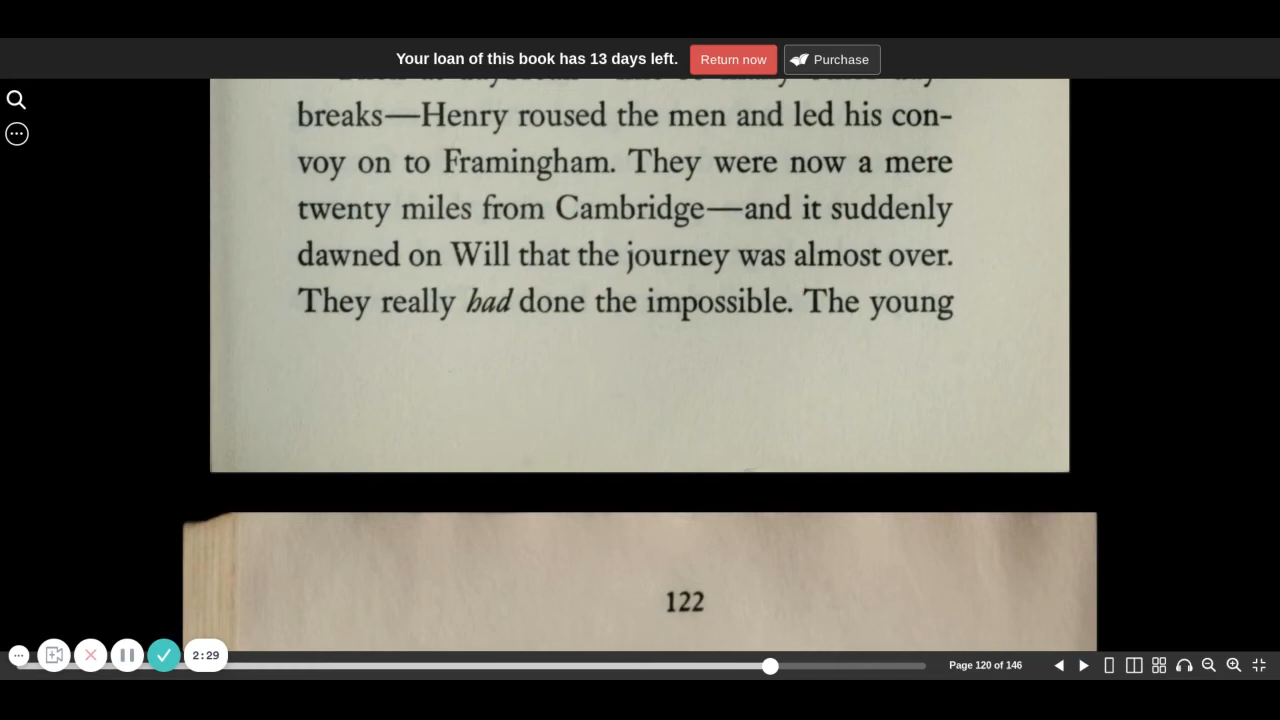 Your loan of this book has 13 days left. Return now Purchase
breaks—Henry roused the men and led his con-
voy on to Framingham. They were now a mere
twenty miles from Cambridge—and it suddenly
dawned on Will that the journey was almost over.
They really had done the impossible. The young
122
2:29
Page 120 of 146